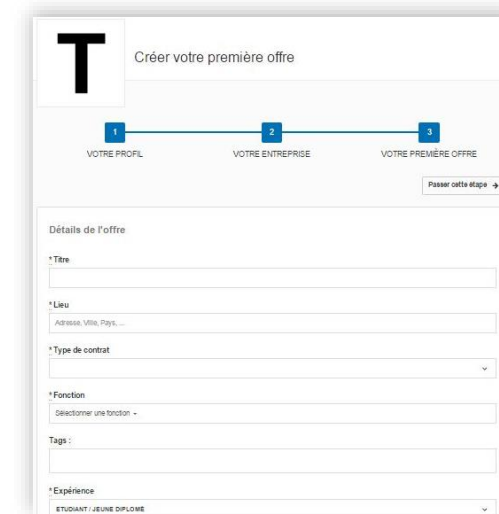 T
Créer votre première offre
1
2
3
VOTRE PROFIL
VOTRE ENTREPRISE
VOTRE PREMIÈRE OFFRE
Passer cette étape →
Détails de l'offre
* Titre
* Lieu
Adresse, Ville, Pays, ...
* Type de contrat
* Fonction
Sélectionner une fonction
Tags :
* Expérience
ETUDIANT / JEUNE DIPLOMÉ